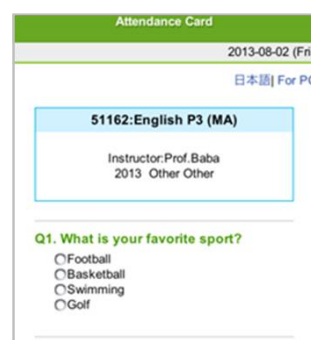 Attendance Card
2013-08-02 (Fri
日本語| For PC
51162:English P3 (MA)
Instructor:Prof.Baba
2013 Other Other
Q1. What is your favorite sport?
Football
Basketball
Swimming
Golf